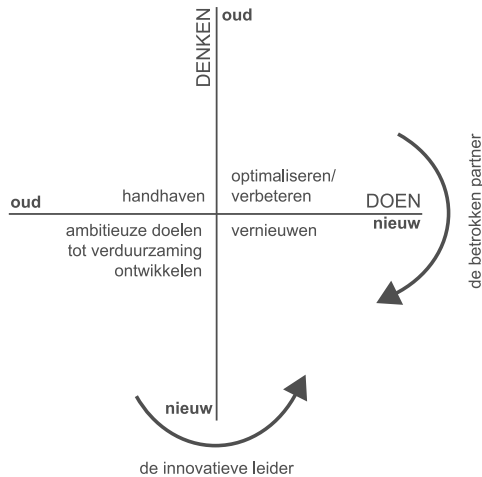 DENKEN
oud
oud
handhaven
optimaliseren/
verbeteren
DOEN
nieuw
ambitieuze doelen
tot verduurzaming
ontwikkelen
vernieuwen
de betrokken partner
nieuw
de innovatieve leider